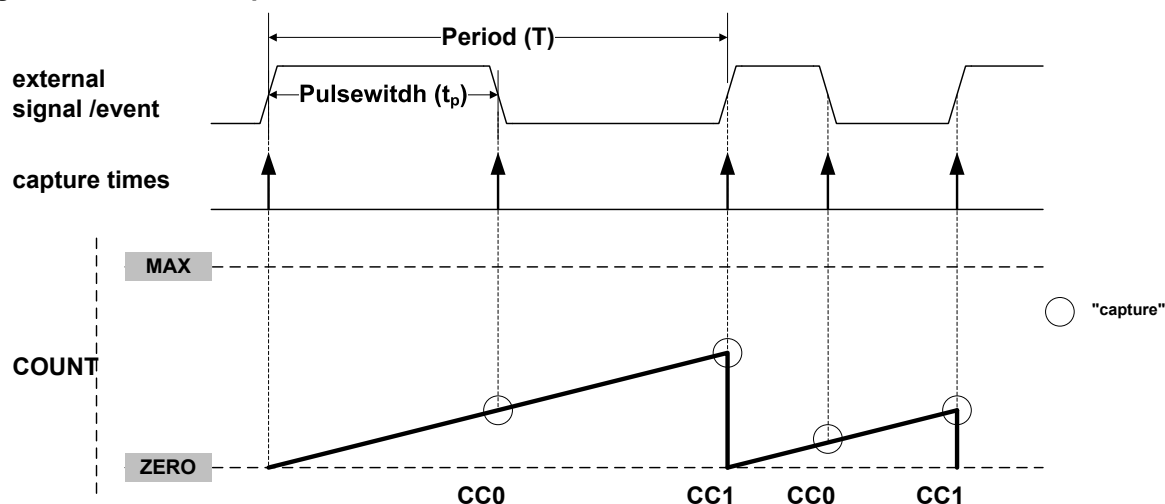 Period (T)
external
signal /event
Pulsewitdh (tp)
capture times
MAX
"capture"
COUNT
ZERO
CC0 CC1 CC0 CC1